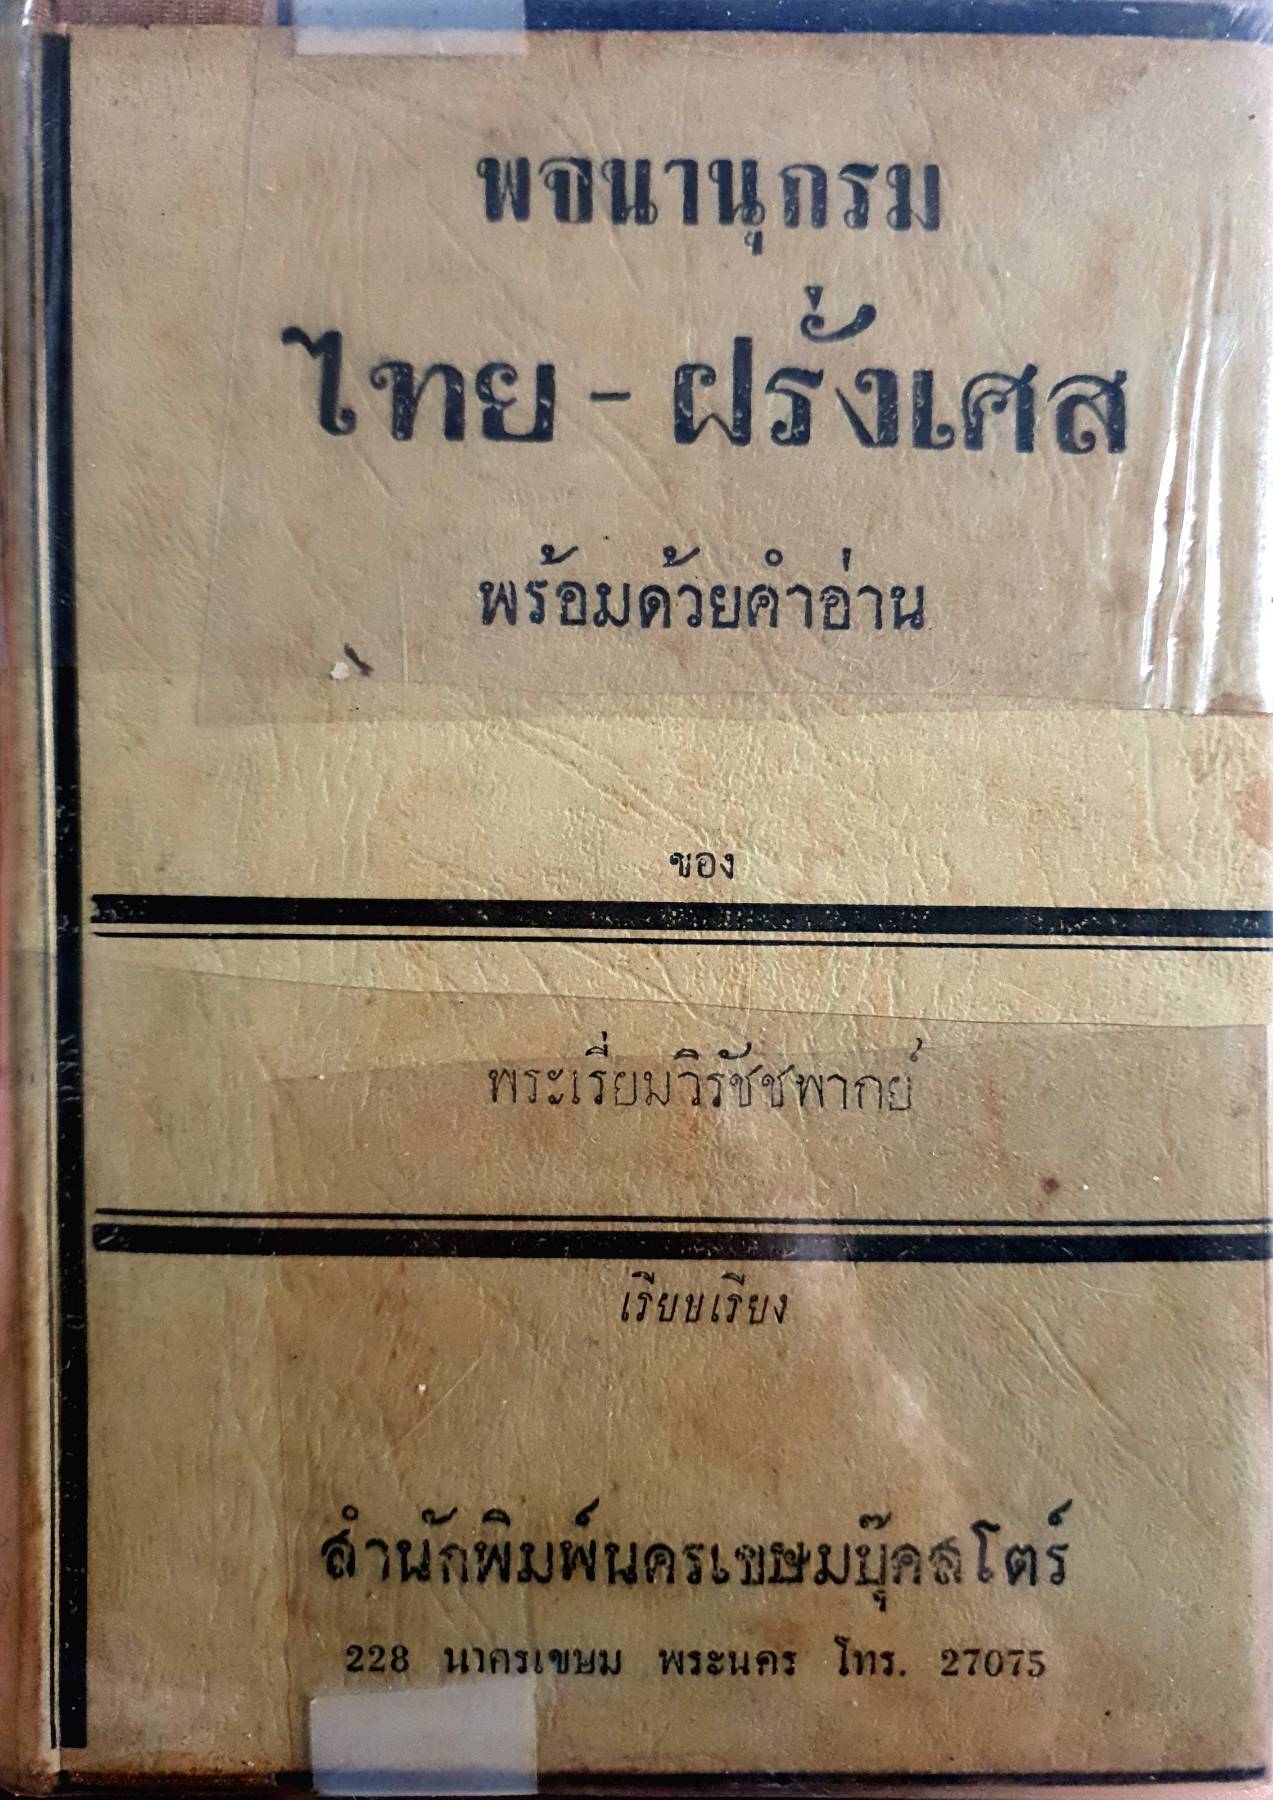 พจนานุกรม
ไทย - ฝรั่งเศส
พร้อมด้วยคำอ่าน
ของ
พระเรี่ยมวิรัชชพากย์
เรียบเรียง
สำนักพิมพ์นครเขษมบุ๊คสโตร์
228 นาครเขษม พระนคร โทร. 27075